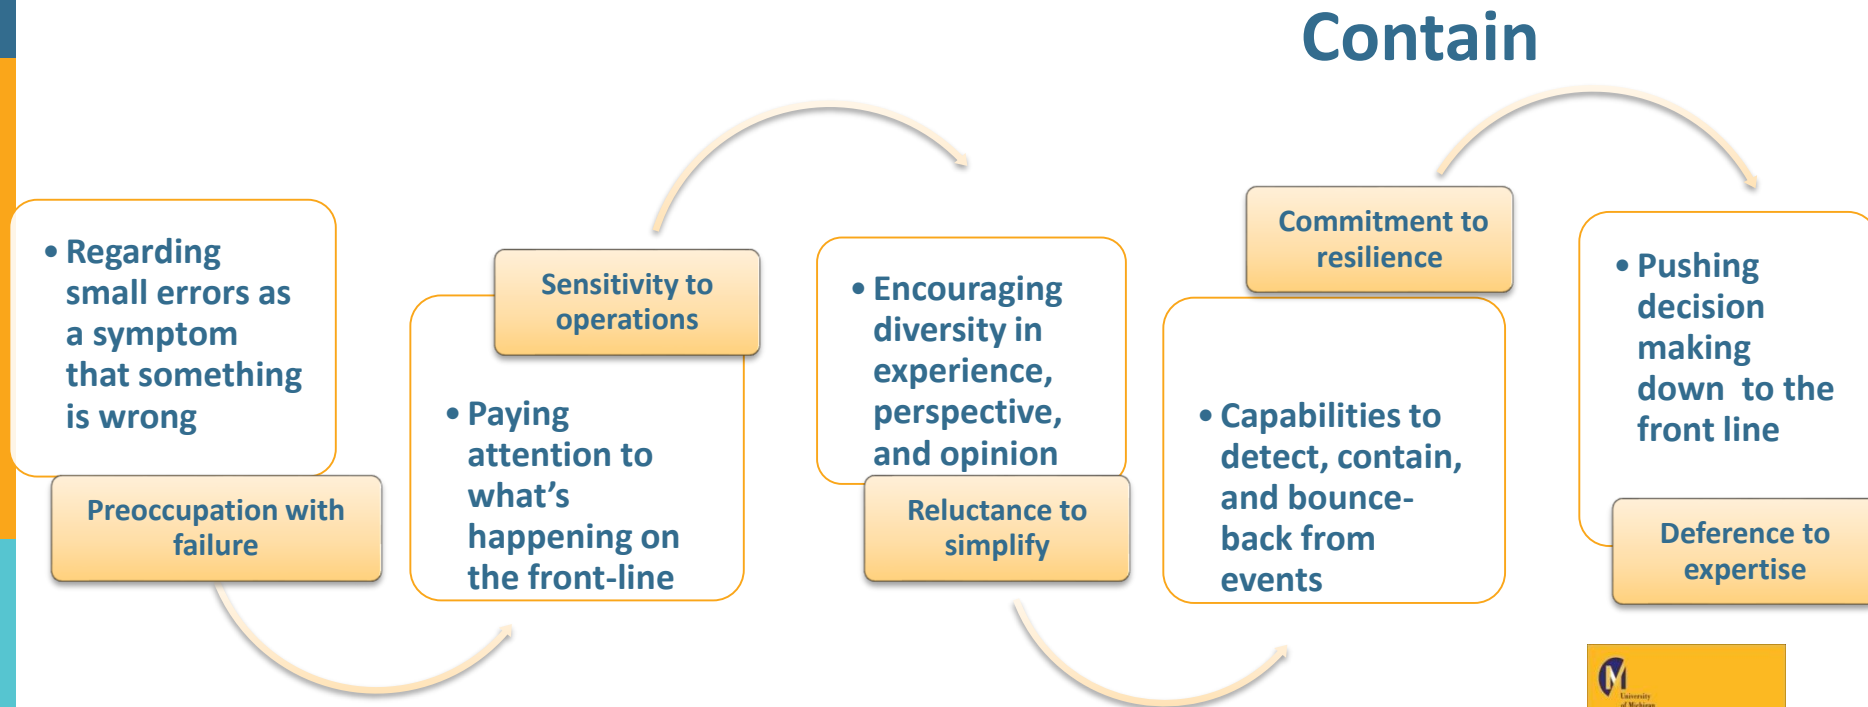 Contain
• Regarding
small errors as
a symptom
that something
is wrong
Preoccupation with
failure
Sensitivity to
operations
• Paying
attention to
what's
happening on
the front-line
• Encouraging
diversity in
experience,
perspective,
and opinion
Reluctance to
simplify
Commitment to
resilience
• Capabilities to
detect, contain,
and bounce-
back from
events
• Pushing
decision
making
down to the
front line
Deference to
expertise
M
University
of Michigan